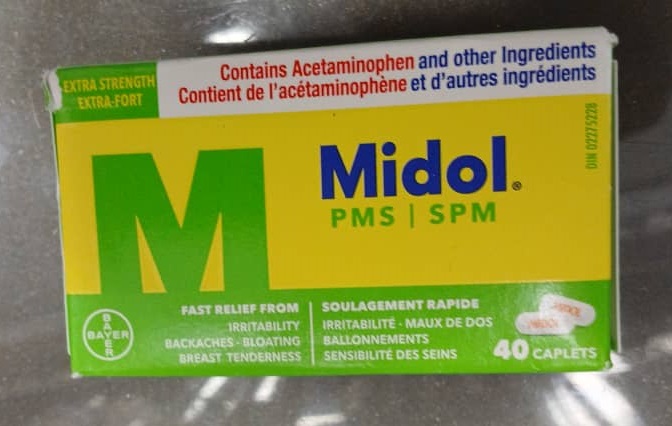 EXTRA STRENGTH
EXTRA-FORT
Contains Acetaminophen and other Ingredients
Contient de l'acétaminophène et d'autres ingrédients
DIN 02275228
M
Midol®
PMS | SPM
BAYER
BAYER
FAST RELIEF FROM
IRRITABILITY
BACKACHES · BLOATING
BREAST TENDERNESS
SOULAGEMENT RAPIDE
IRRITABILITÉ · MAUX DE DOS
BALLONNEMENTS
SENSIBILITÉ DES SEINS
MIDOL
40 CAPLETS